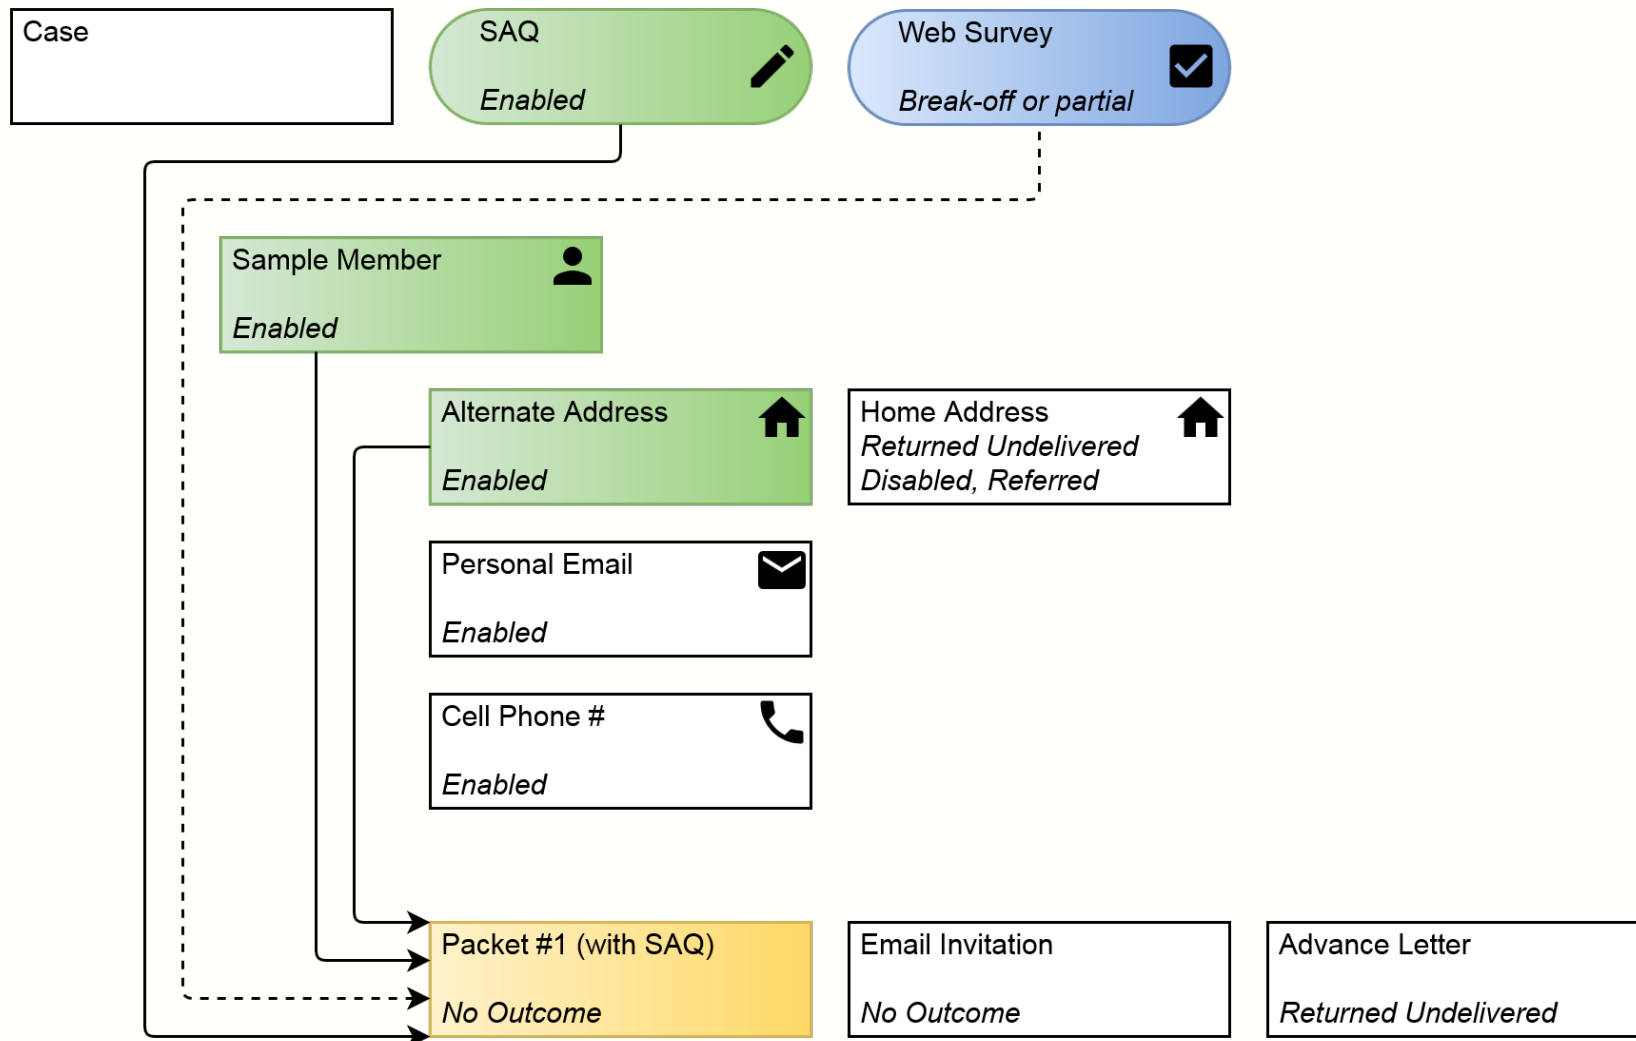 Case
SAQ
Enabled
Web Survey
Break-off or partial
Sample Member
Enabled
Alternate Address
Enabled
Home Address
Returned Undelivered
Disabled, Referred
Personal Email
Enabled
Cell Phone #
Enabled
Packet #1 (with SAQ)
No Outcome
Email Invitation
No Outcome
Advance Letter
Returned Undelivered